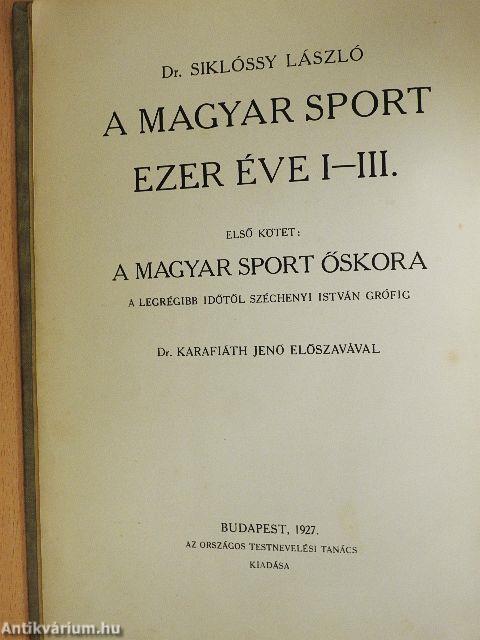 Dr. SIKLÓSSY LÁSZLÓ
A MAGYAR SPORT
EZER ÉVE I—III.
ELSŐ KÖTET:
A MAGYAR SPORT ŐSKORA
A LEGRÉGIBB IDŐTŐL SZÉCHENYI ISTVÁN GRÓFIG
Dr. KARAFIÁTH JENŐ ELŐSZAVÁVAL
BUDAPEST, 1927.
AZ ORSZÁGOS TESTNEVELÉSI TANÁCS
KIADÁSA
Antikvárium.hu